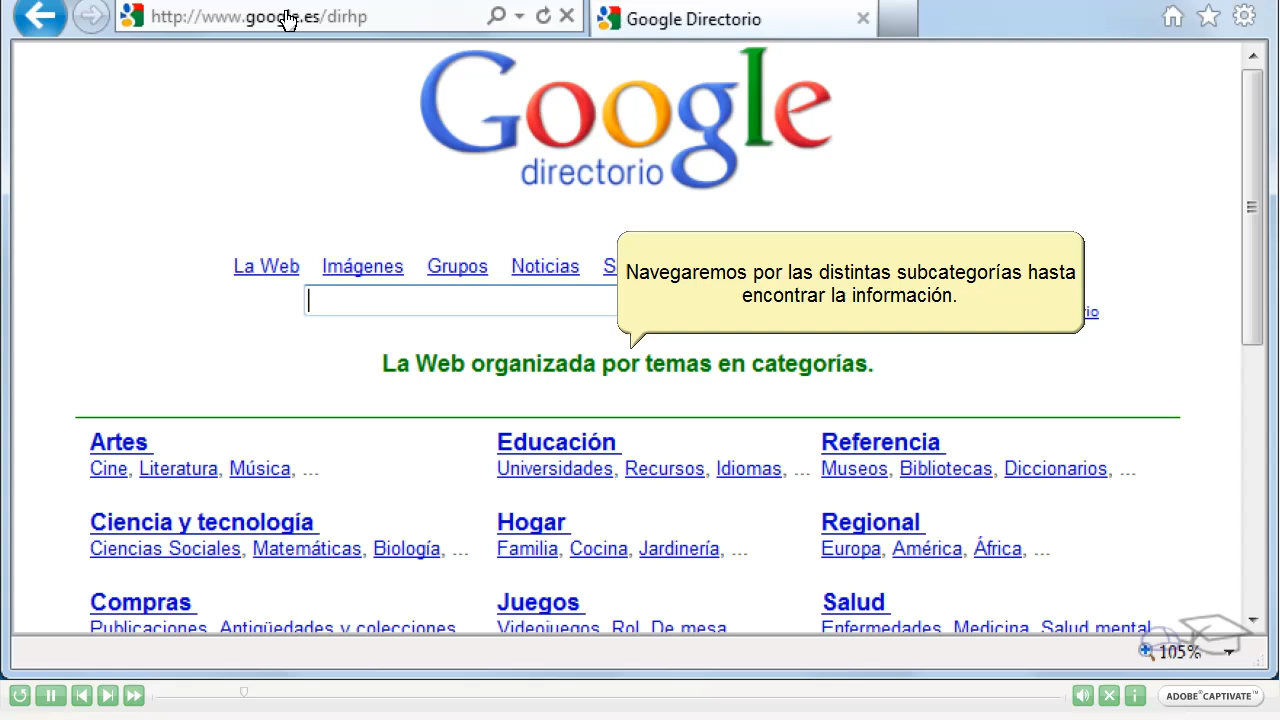 http://www.google.es/dirhp
Google Directorio
Google
directorio
La Web Imágenes Grupos Noticias S
Navegaremos por las distintas subcategorías hasta
encontrar la información.
rio
La Web organizada por temas en categorías.
Artes Educación Referencia
Cine, Literatura, Música, ... Universidades, Recursos, Idiomas, ... Museos, Bibliotecas, Diccionarios, ...
Ciencia y tecnología Hogar Regional
Ciencias Sociales, Matemáticas, Biología, ... Familia, Cocina, Jardinería, ... Europa, América, África, ...
Compras Juegos Salud
Publicaciones, Antigüedades y colecciones, Videojuegos, Rol, De mesa, Enfermedades, Medicina, Salud mental,
105%
ADOBE® CAPTIVATE™